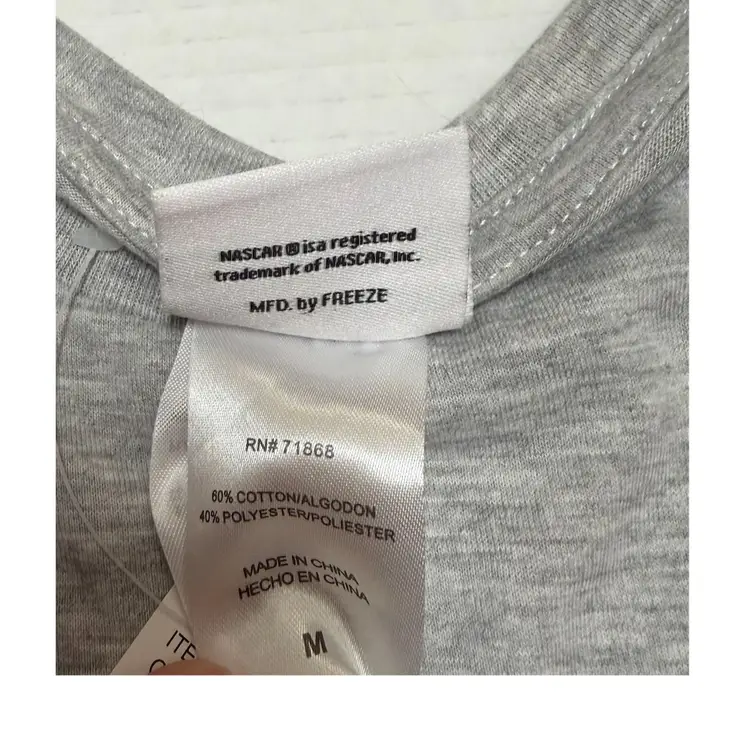 NASCAR ® is a registered
trademark of NASCAR, Inc.
MFD. by FREEZE
RN# 71868
60% COTTON/ALGODON
40% POLYESTER/POLIESTER
MADE IN CHINA
HECHO EN CHINA
M
ITE